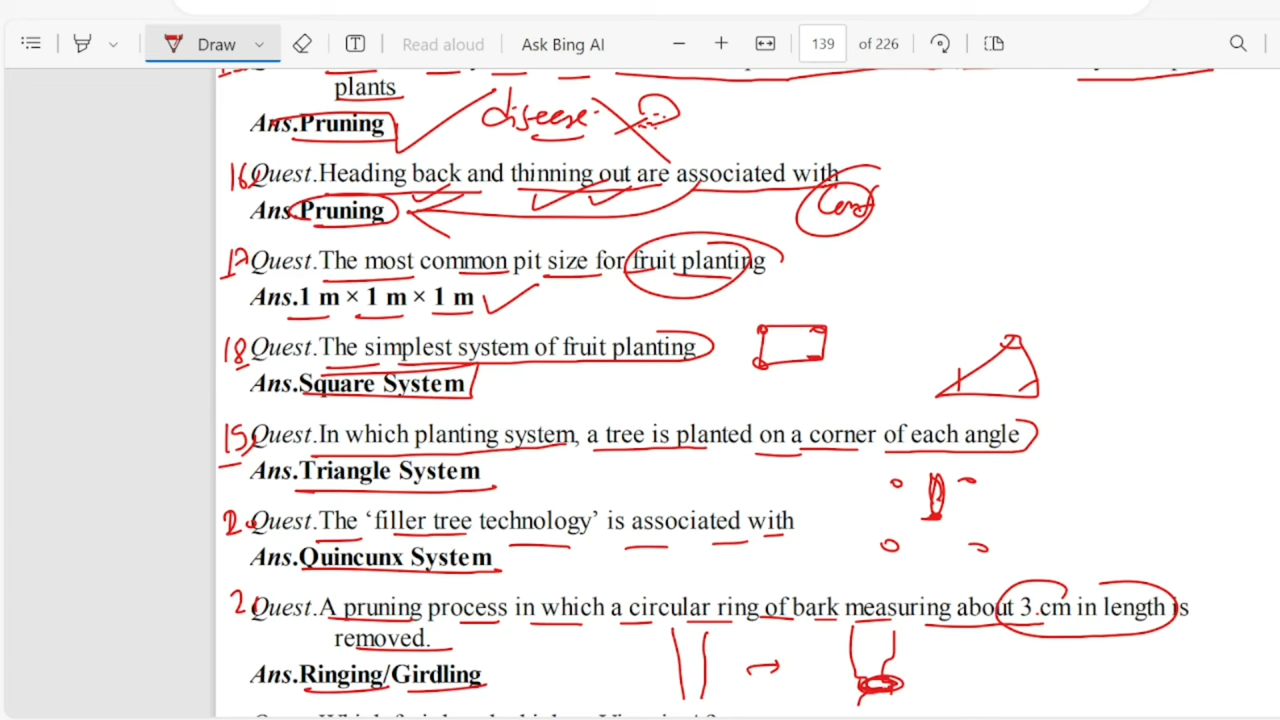 Draw
Read aloud
Ask Bing AI
139
of 226
plants
Ans.Pruning
disease
16 Quest.Heading back and thinning out are associated with
Ans.Pruning
17 Quest.The most common pit size for fruit planting
Ans.1 m × 1 m × 1 m
18 Quest.The simplest system of fruit planting
Ans.Square System
Quest.In which planting system, a tree is planted on a corner of each angle
Ans.Triangle System
Quest.The ‘filler tree technology’ is associated with
Ans.Quincunx System
Quest.A pruning process in which a circular ring of bark measuring about 3.cm in length is
removed.
Ans.Ringing/Girdling